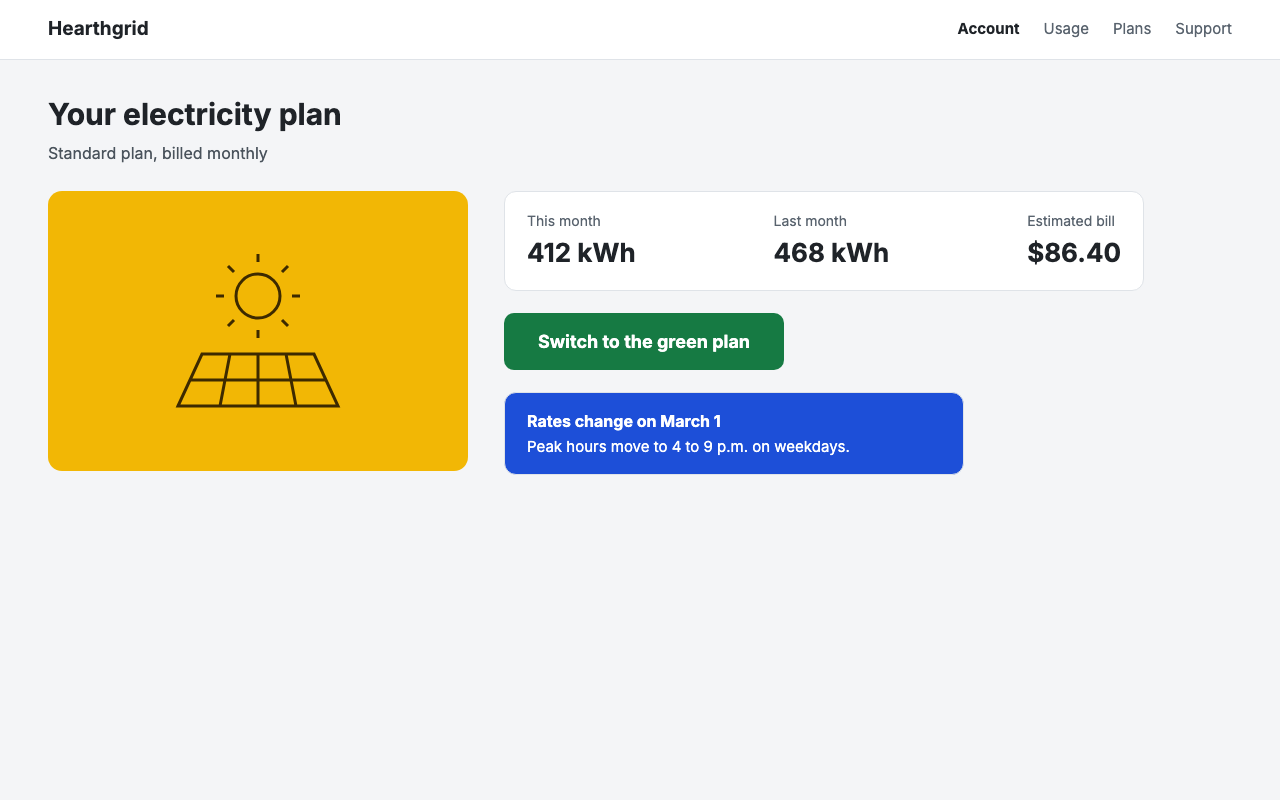 Hearthgrid
Account
Usage
Plans
Support
Your electricity plan
Standard plan, billed monthly
This month
412 kWh
Last month
468 kWh
Estimated bill
$86.40
Switch to the green plan
Rates change on March 1
Peak hours move to 4 to 9 p.m. on weekdays.